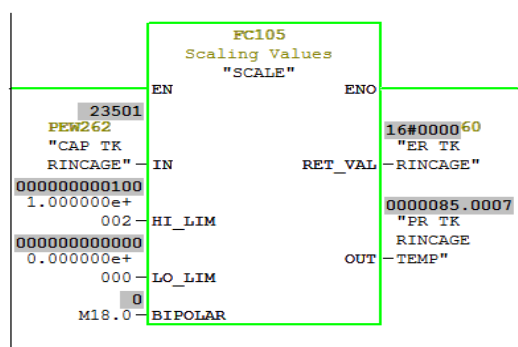 FC105
Scaling Values
"SCALE"
EN ENO
23501
PEW262
"CAP TK
RINCAGE" IN
16#0000 60
"ER TK
RET_VAL RINCAGE"
000000000100
1.000000e+
002 HI_LIM
0000085.0007
"PR TK
RINCAGE
OUT TEMP"
000000000000
0.000000e+
000 LO_LIM
0
M18.0 BIPOLAR